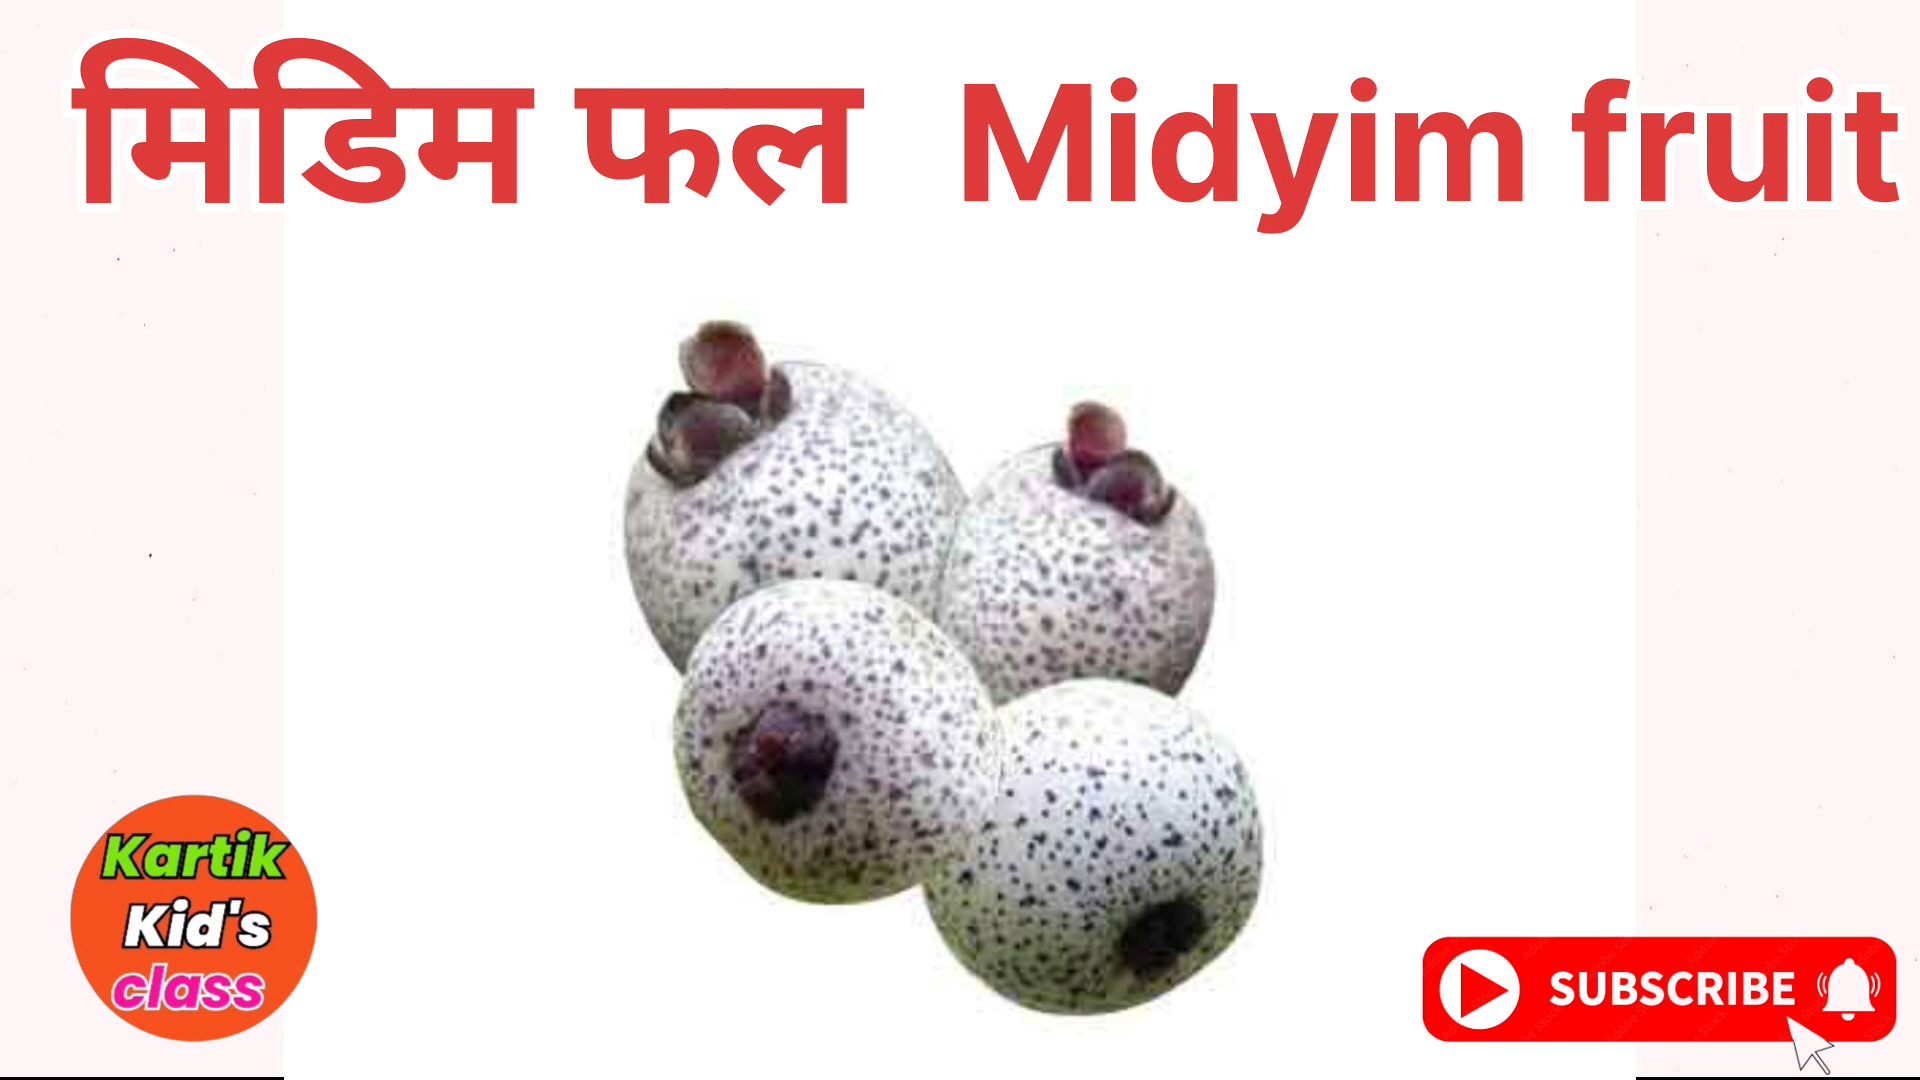 मिडिम फल Midyim fruit
Kartik
Kid's
class
SUBSCRIBE